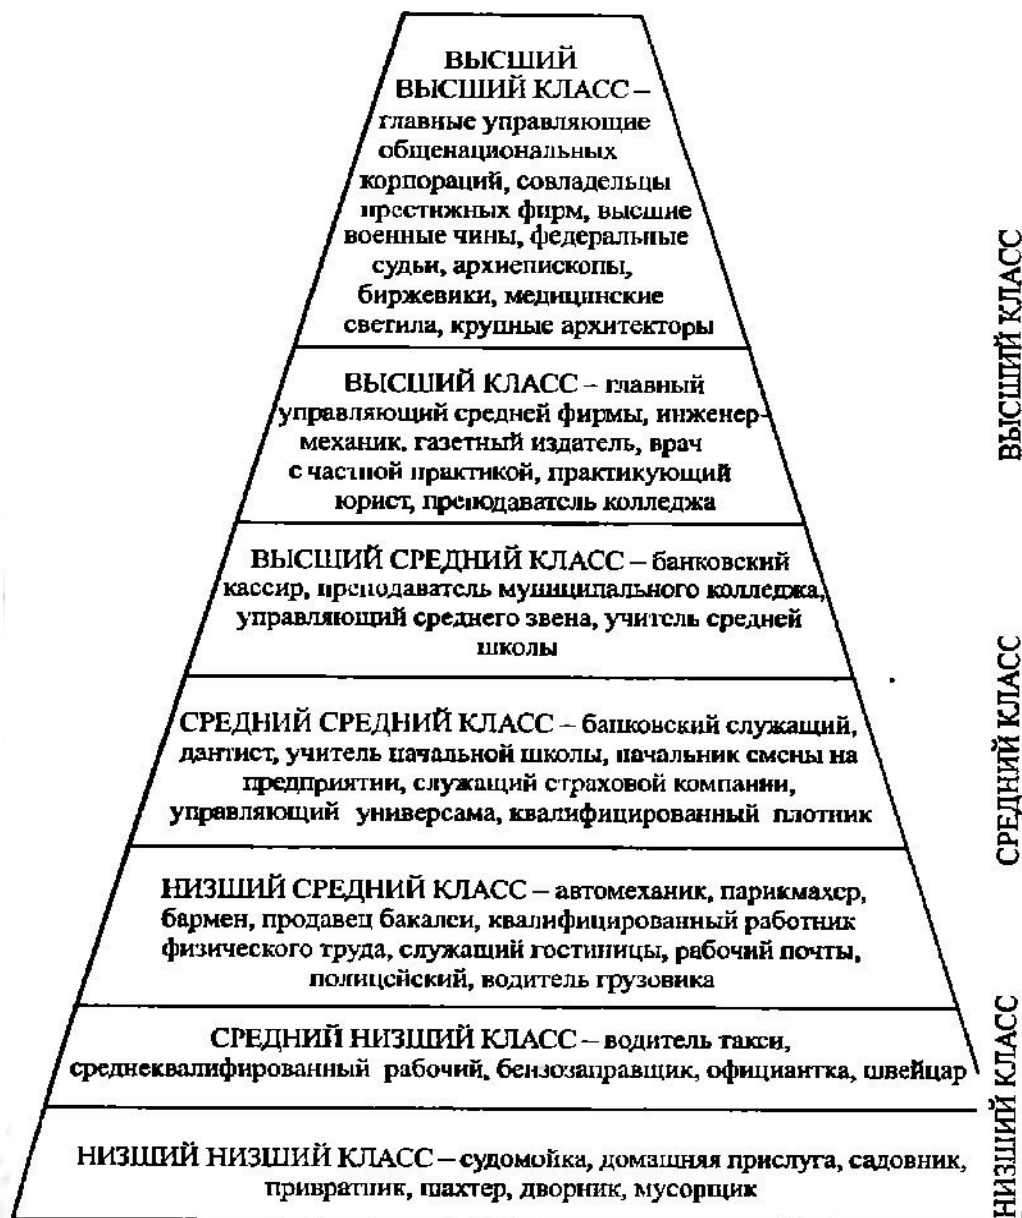 ВЫСШИЙ
ВЫСШИЙ КЛАСС –
главные управляющие
общенациональных
корпораций, совладельцы
престижных фирм, высшие
военные чины, федеральные
судьи, архиепископы,
биржевики, медицинские
светила, крупные архитекторы
ВЫСШИЙ КЛАСС – главный
управляющий средней фирмы, инженер-
механик, газетный издатель, врач
с частной практикой, практикующий
юрист, преподаватель колледжа
ВЫСШИЙ СРЕДНИЙ КЛАСС – банковский
кассир, преподаватель муниципального колледжа,
управляющий среднего звена, учитель средней
школы
СРЕДНИЙ СРЕДНИЙ КЛАСС – банковский служащий,
дантист, учитель начальной школы, начальник смены на
предприятии, служащий страховой компании,
управляющий универсама, квалифицированный плотник
НИЗШИЙ СРЕДНИЙ КЛАСС – автомеханик, парикмахер,
бармен, продавец бакалеи, квалифицированный работник
физического труда, служащий гостиницы, рабочий почты,
полицейский, водитель грузовика
СРЕДНИЙ НИЗШИЙ КЛАСС – водитель такси,
среднеквалифированный рабочий, бензозаправщик, официантка, швейцар
НИЗШИЙ НИЗШИЙ КЛАСС – судомойка, домашняя прислуга, садовник,
привратник, шахтер, дворник, мусорщик
ВЫСШИЙ КЛАСС
СРЕДНИЙ КЛАСС
НИЗШИЙ КЛАСС